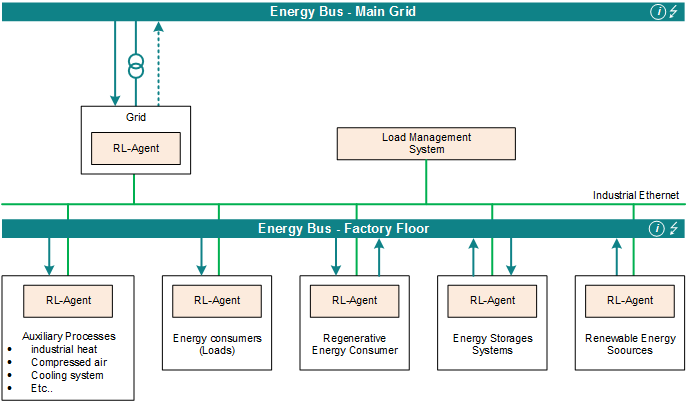 Energy Bus - Main Grid
i
Grid
RL-Agent
Load Management
System
Industrial Ethernet
Energy Bus - Factory Floor
i
RL-Agent
Auxiliary Processes
• industrial heat
• Compressed air
• Cooling system
• Etc..
RL-Agent
Energy consumers
(Loads)
RL-Agent
Regenerative
Energy Consumer
RL-Agent
Energy Storages
Systems
RL-Agent
Renewable Energy
Soources